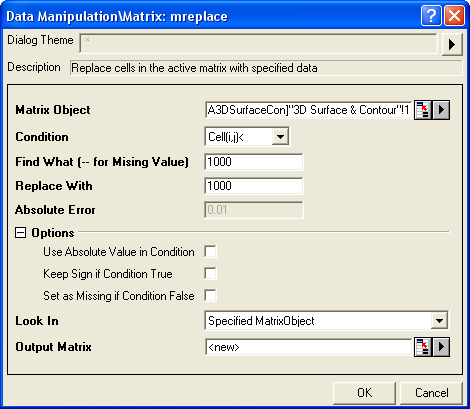 Data Manipulation\Matrix: mreplace
Dialog Theme *
Description Replace cells in the active matrix with specified data
Matrix Object A3DSurfaceCon]"3D Surface & Contour"!1
Condition Cell(i,j)<
Find What (-- for Mising Value) 1000
Replace With 1000
Absolute Error 0.01
Options
Use Absolute Value in Condition
Keep Sign if Condition True
Set as Missing if Condition False
Look In Specified MatrixObject
Output Matrix <new>
OK Cancel